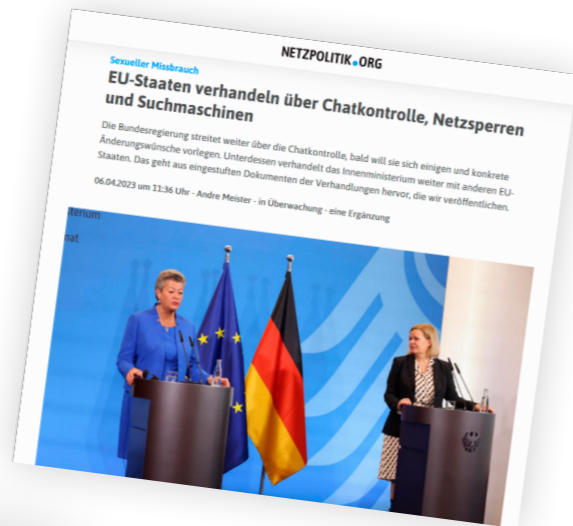 NETZPOLITIK.ORG
Sexueller Missbrauch
EU-Staaten verhandeln über Chatkontrolle, Netzsperren
und Suchmaschinen
Die Bundesregierung streitet weiter über die Chatkontrolle, bald will sie sich einigen und konkrete
Änderungswünsche vorlegen. Unterdessen verhandelt das Innenministerium weiter mit anderen EU-
Staaten. Das geht aus eingestuften Dokumenten der Verhandlungen hervor, die wir veröffentlichen.
06.04.2023 um 11:36 Uhr - Andre Meister - in Überwachung - eine Ergänzung
terium
nat